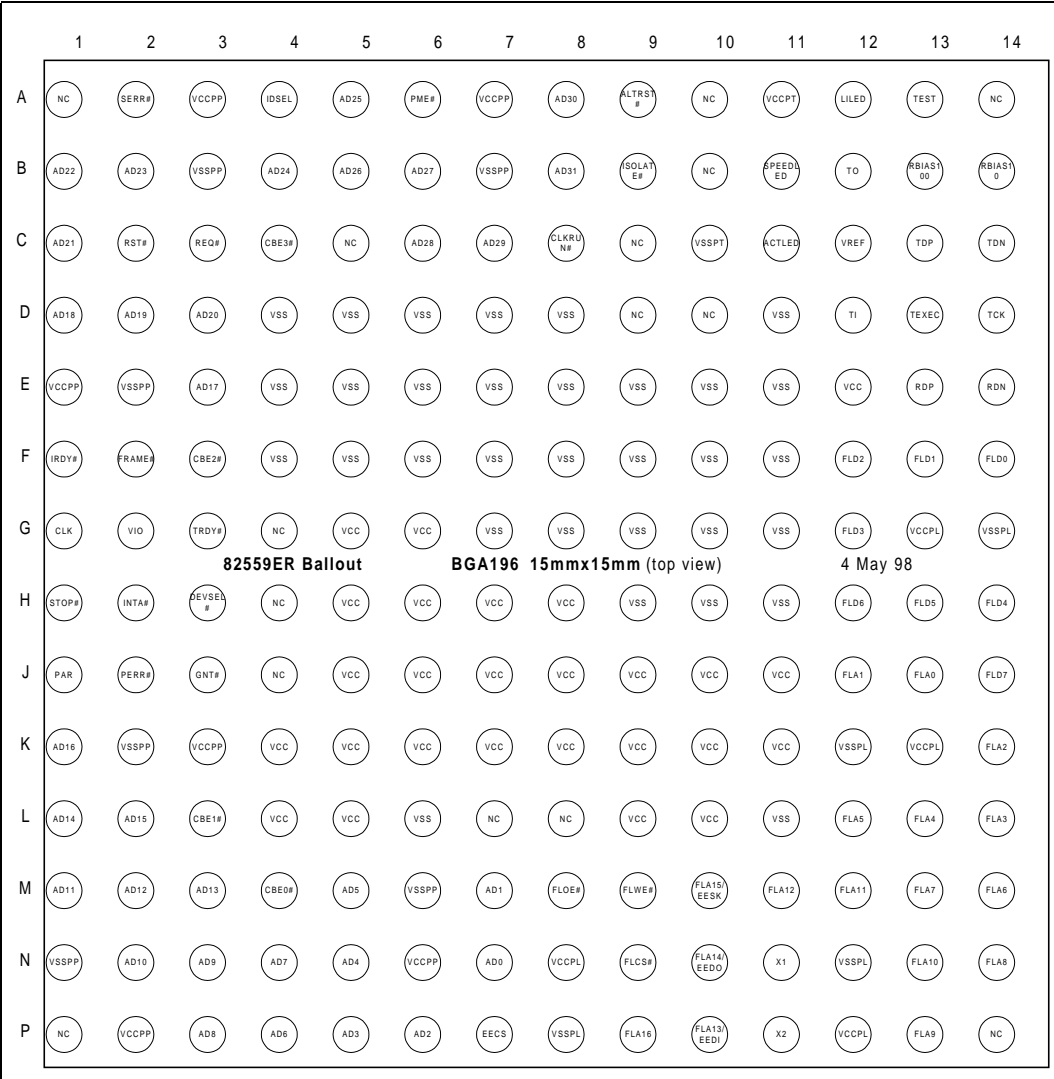 1 2 3 4 5 6 7 8 9 10 11 12 13 14
A NC SERR# VCCPP IDSEL AD25 PME# VCCPP AD30 ALTRST# NC VCCPT LILED TEST NC
B AD22 AD23 VSSPP AD24 AD26 AD27 VSSPP AD31 ISOLATE# NC SPEEDLED TO RBIAS100 RBIAS10
C AD21 RST# REQ# CBE3# NC AD28 AD29 CLKRUN# NC VSSPT ACTLED VREF TDP TDN
D AD18 AD19 AD20 VSS VSS VSS VSS VSS NC NC VSS TI TEXEC TCK
E VCCPP VSSPP AD17 VSS VSS VSS VSS VSS VSS VSS VSS VCC RDP RDN
F IRDY# FRAME# CBE2# VSS VSS VSS VSS VSS VSS VSS VSS FLD2 FLD1 FLD0
G CLK VIO TRDY# NC VCC VCC VSS VSS VSS VSS VSS FLD3 VCCPL VSSPL
82559ER Ballout BGA196 15mmx15mm (top view) 4 May 98
H STOP# INTA# DEVSEL# NC VCC VCC VCC VCC VSS VSS VSS FLD6 FLD5 FLD4
J PAR PERR# GNT# NC VCC VCC VCC VCC VCC VCC VCC FLA1 FLA0 FLD7
K AD16 VSSPP VCCPP VCC VCC VCC VCC VCC VCC VCC VCC VSSPL VCCPL FLA2
L AD14 AD15 CBE1# VCC VCC VSS NC NC VCC VCC VSS FLA5 FLA4 FLA3
M AD11 AD12 AD13 CBE0# AD5 VSSPP AD1 FLOE# FLWE# FLA15/EESK FLA12 FLA11 FLA7 FLA6
N VSSPP AD10 AD9 AD7 AD4 VCCPP AD0 VCCPL FLCS# FLA14/EEDO X1 VSSPL FLA10 FLA8
P NC VCCPP AD8 AD6 AD3 AD2 EECS VSSPL FLA16 FLA13/EEDI X2 VCCPL FLA9 NC